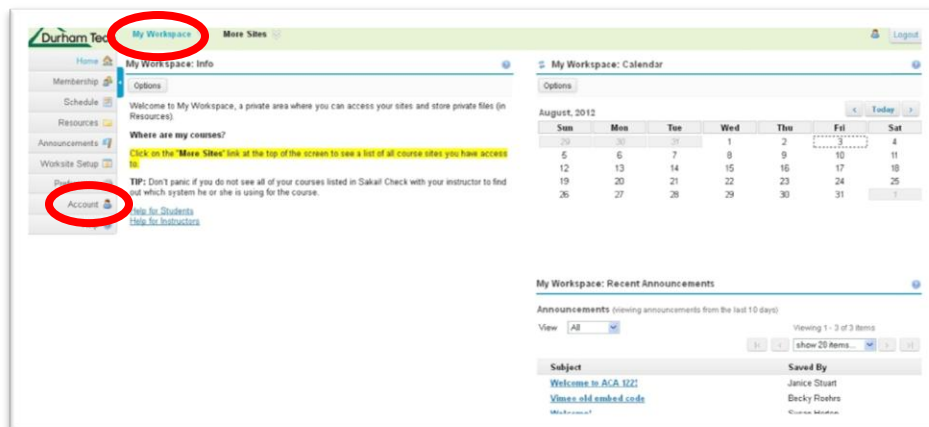 Durham Tec
My Workspace
More Sites
Logout
Home
Membership
Schedule
Resources
Announcements
Worksite Setup
Account
My Workspace: Info
Options
Welcome to My Workspace, a private area where you can access your sites and store private files (in
Resources).
Where are my courses?
Click on the "More Sites" link at the top of the screen to see a list of all course sites you have access
to.
TIP: Don't panic if you do not see all of your courses listed in Sakai! Check with your instructor to find
out which system he or she is using for the course.
Help for Students
Help for Instructors
My Workspace: Calendar
Options
August, 2012
< Today >
Sun Mon Tue Wed Thu Fri Sat
29 30 31 1 2 3 4
5 6 7 8 9 10 11
12 13 14 15 16 17 18
19 20 21 22 23 24 25
26 27 28 29 30 31 1
My Workspace: Recent Announcements
Announcements (viewing announcements from the last 10 days)
View All
Viewing 1 - 3 of 3 items
|< < show 20 items... > >|
Subject Saved By
Welcome to ACA 122! Janice Stuart
Vimeo old embed code Becky Roehrs
Welcome! Susan Horton